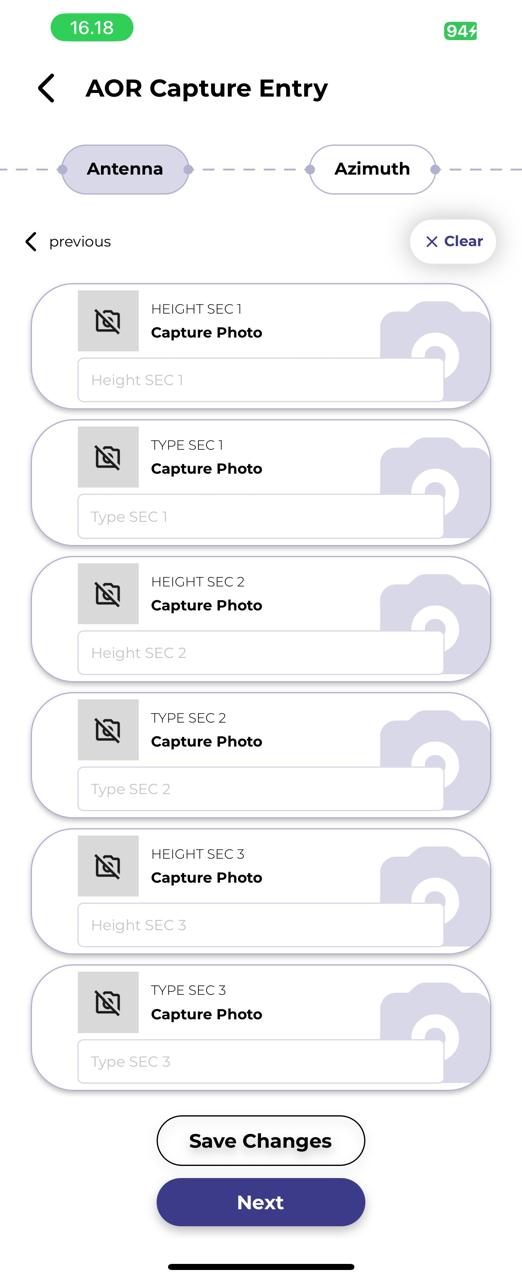 16.18
94
AOR Capture Entry
Antenna
Azimuth
previous
Clear
HEIGHT SEC 1
Capture Photo
Height SEC 1
TYPE SEC 1
Capture Photo
Type SEC 1
HEIGHT SEC 2
Capture Photo
Height SEC 2
TYPE SEC 2
Capture Photo
Type SEC 2
HEIGHT SEC 3
Capture Photo
Height SEC 3
TYPE SEC 3
Capture Photo
Type SEC 3
Save Changes
Next